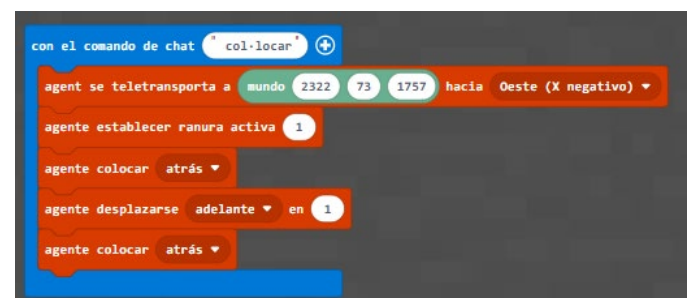 con el comando de chat " col·locar "
agent se teletransporta a mundo 2322 73 1757 hacia Oeste (X negativo)
agente establecer ranura activa 1
agente colocar atrás
agente desplazarse adelante en 1
agente colocar atrás